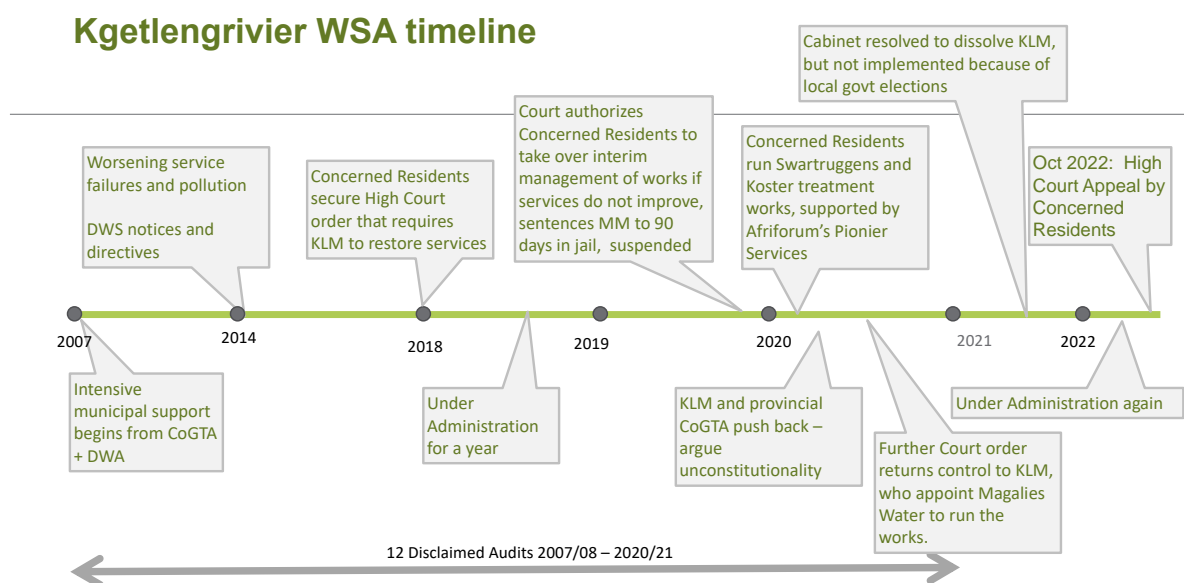 Kgetlengrivier WSA timeline
Cabinet resolved to dissolve KLM,
but not implemented because of
local govt elections
Court authorizes
Concerned Residents to
take over interim
management of works if
services do not improve,
sentences MM to 90
days in jail,  suspended
Worsening service
failures and pollution
DWS notices and
directives
Concerned Residents
secure High Court
order that requires
KLM to restore services
Concerned Residents
run Swartruggens and
Koster treatment
works, supported by
Afriforum’s Pionier
Services
Oct 2022:  High
Court Appeal by
Concerned
Residents
2007
2014
2018
2019
2020
2021
2022
Intensive
municipal support
begins from CoGTA
+ DWA
Under
Administration
for a year
KLM and provincial
CoGTA push back –
argue
unconstitutionality
Further Court order
returns control to KLM,
who appoint Magalies
Water to run the
works.
Under Administration again
12 Disclaimed Audits 2007/08 – 2020/21